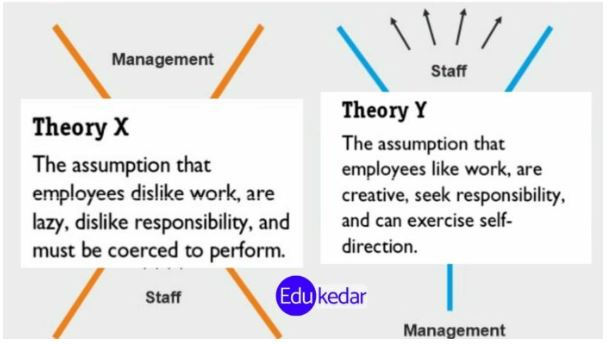 Management
Theory X
The assumption that
employees dislike work, are
lazy, dislike responsibility, and
must be coerced to perform.
Staff
Staff
Theory Y
The assumption that
employees like work, are
creative, seek responsibility,
and can exercise self-
direction.
Management
Edukedar